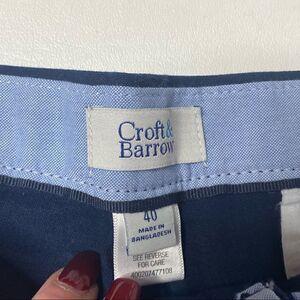 Croft&
Barrow
40
MADE IN
BANGLADESH
SEE REVERSE
FOR CARE
400207477108